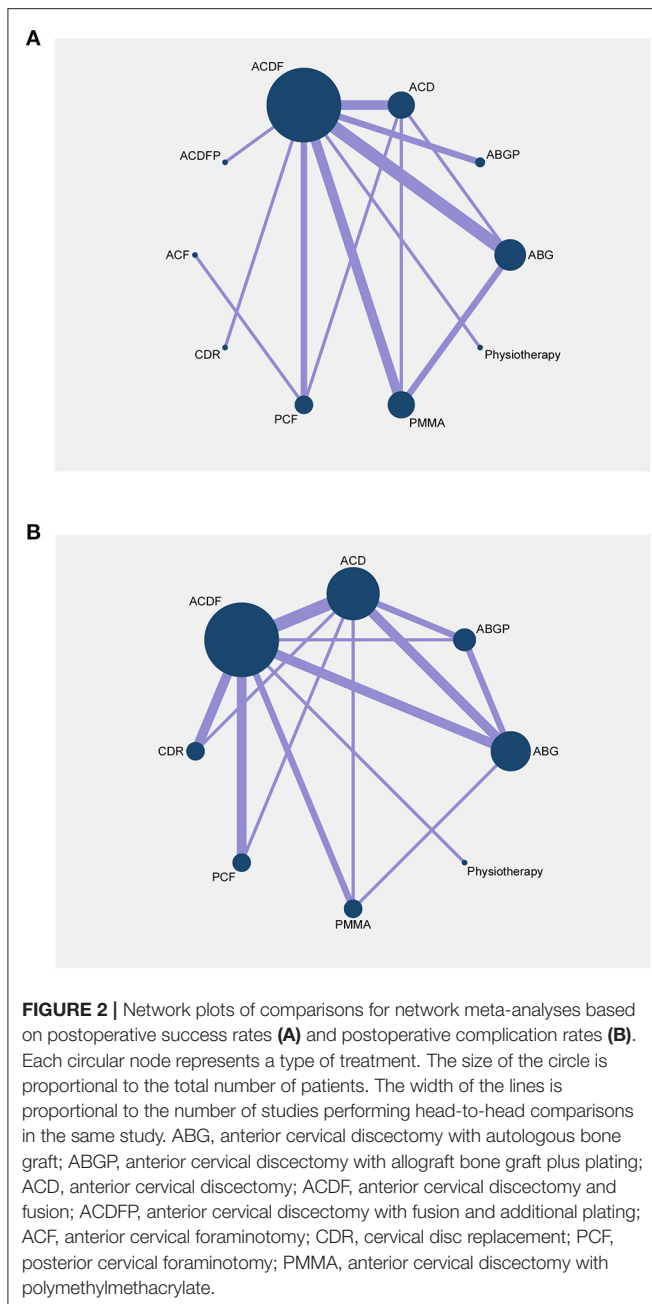 A
ACDF
ACD
ACDFP
ABGP
ACF
ABG
CDR
Physiotherapy
PCF
PMMA
B
ACD
ACDF
ABGP
CDR
ABG
PCF
Physiotherapy
PMMA
FIGURE 2 | Network plots of comparisons for network meta-analyses based
on postoperative success rates (A) and postoperative complication rates (B).
Each circular node represents a type of treatment. The size of the circle is
proportional to the total number of patients. The width of the lines is
proportional to the number of studies performing head-to-head comparisons
in the same study. ABG, anterior cervical discectomy with autologous bone
graft; ABGP, anterior cervical discectomy with allograft bone graft plus plating;
ACD, anterior cervical discectomy; ACDF, anterior cervical discectomy and
fusion; ACDFP, anterior cervical discectomy with fusion and additional plating;
ACF, anterior cervical foraminotomy; CDR, cervical disc replacement; PCF,
posterior cervical foraminotomy; PMMA, anterior cervical discectomy with
polymethylmethacrylate.